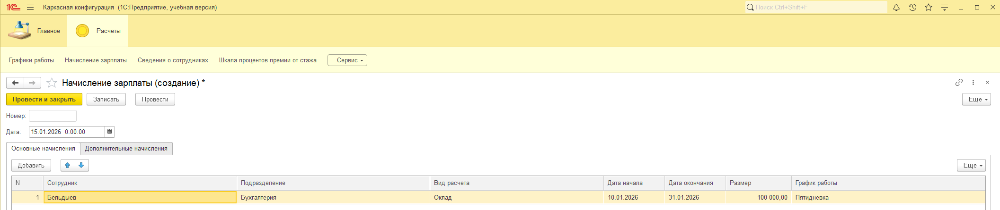 1С Каркасная конфигурация (1С:Предприятие, учебная версия) Поиск Ctrl+Shift+F
Главное Расчеты
Графики работы Начисление зарплаты Сведения о сотрудниках Шкала процентов премии от стажа Сервис
Начисление зарплаты (создание) *
Провести и закрыть Записать Провести Еще
Номер:
Дата: 15.01.2026 0:00:00
Основные начисления Дополнительные начисления
Добавить Еще
N Сотрудник Подразделение Вид расчета Дата начала Дата окончания Размер График работы
1 Бельдыев Бухгалтерия Оклад 10.01.2026 31.01.2026 100 000,00 Пятидневка